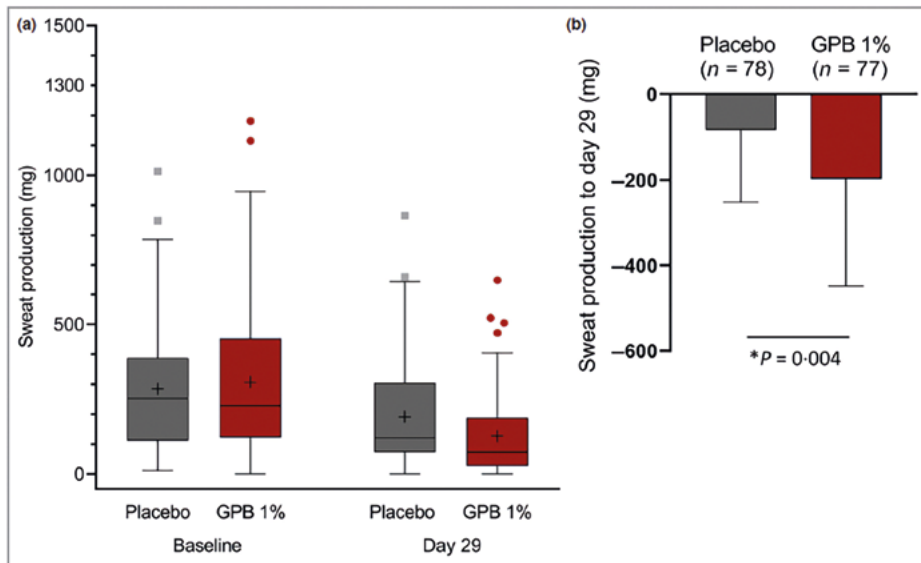 (a)
1500
1300
1000
500
0
Sweat production (mg)
Placebo GPB 1% Placebo GPB 1%
Baseline Day 29
(b)
Placebo GPB 1%
(n = 78) (n = 77)
0
–200
–400
–600
Sweat production to day 29 (mg)
*P = 0·004